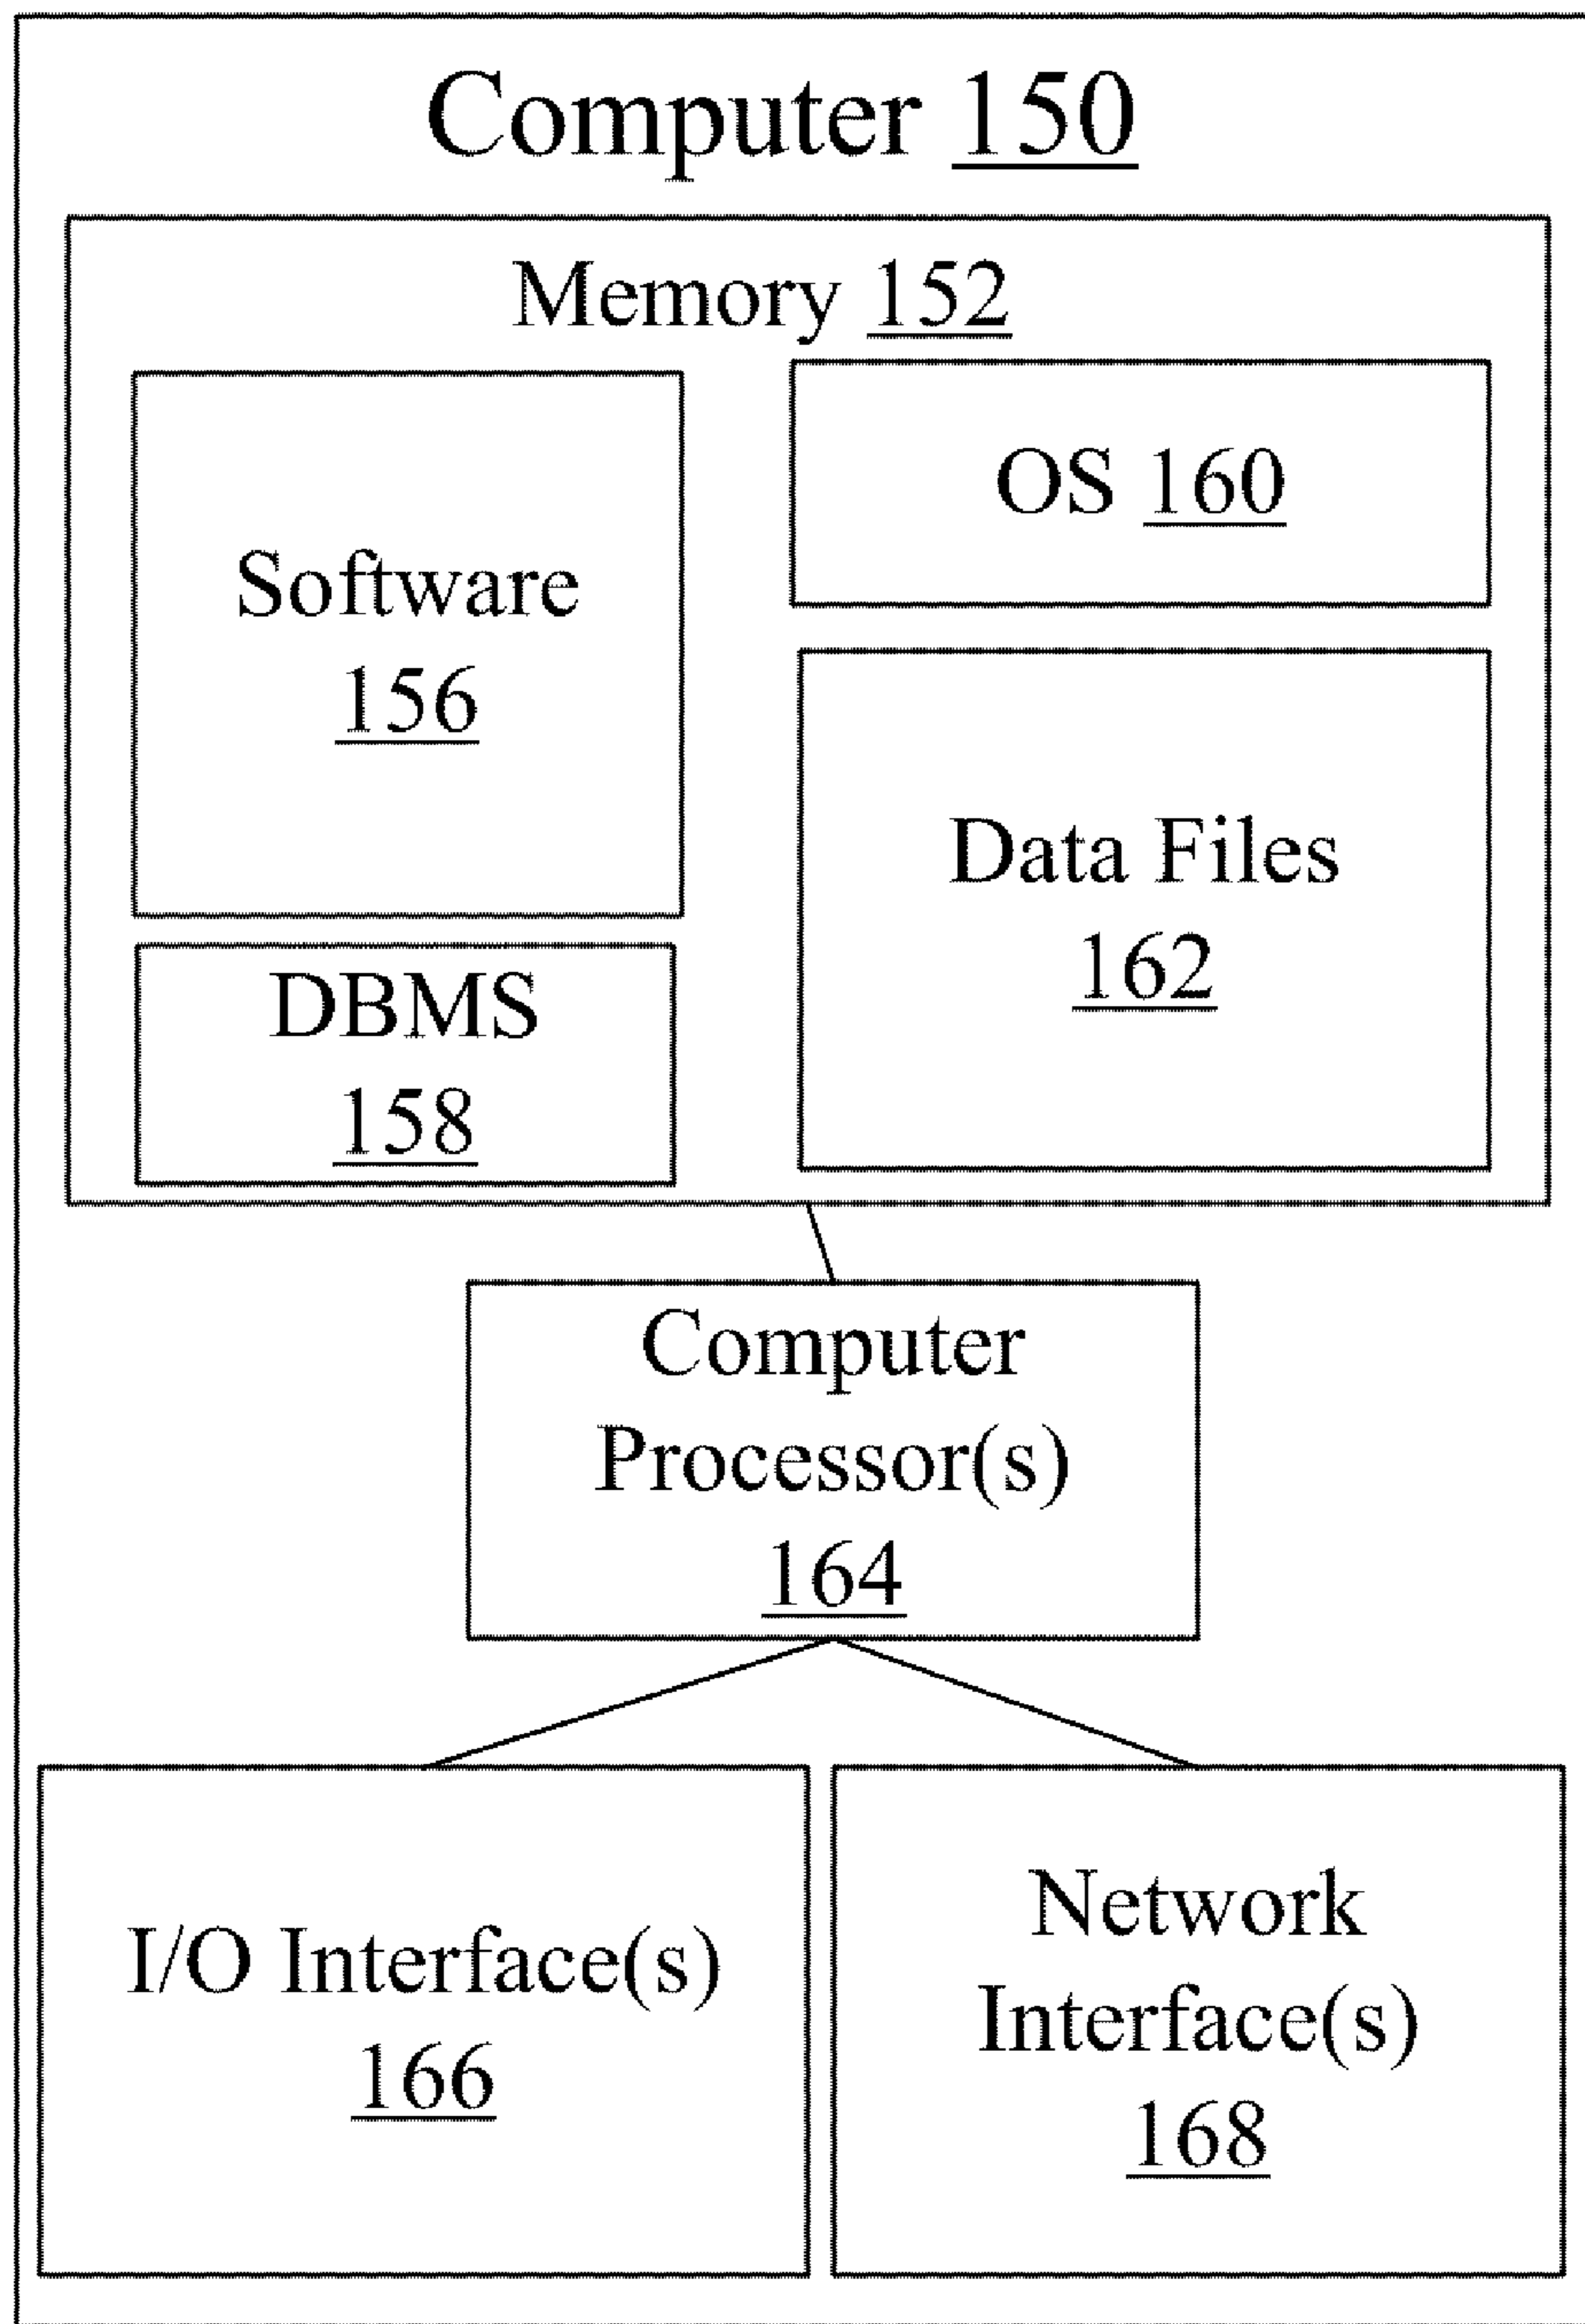 Computer 150
Memory 152
Software
156
OS 160
Data Files
162
DBMS
158
Computer
Processor(s)
164
I/O Interface(s)
166
Network
Interface(s)
168